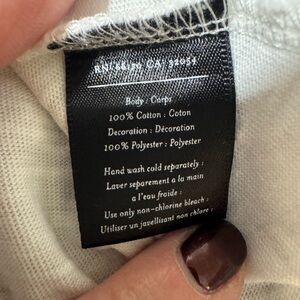 RN 66170 CA 32054
Body : Corps
100% Cotton : Coton
Decoration : Décoration
100% Polyester : Polyester
Hand wash cold separately :
Laver separement a la main
a l'eau froide :
Use only non-chlorine bleach :
Utiliser un javellisant non chlore :